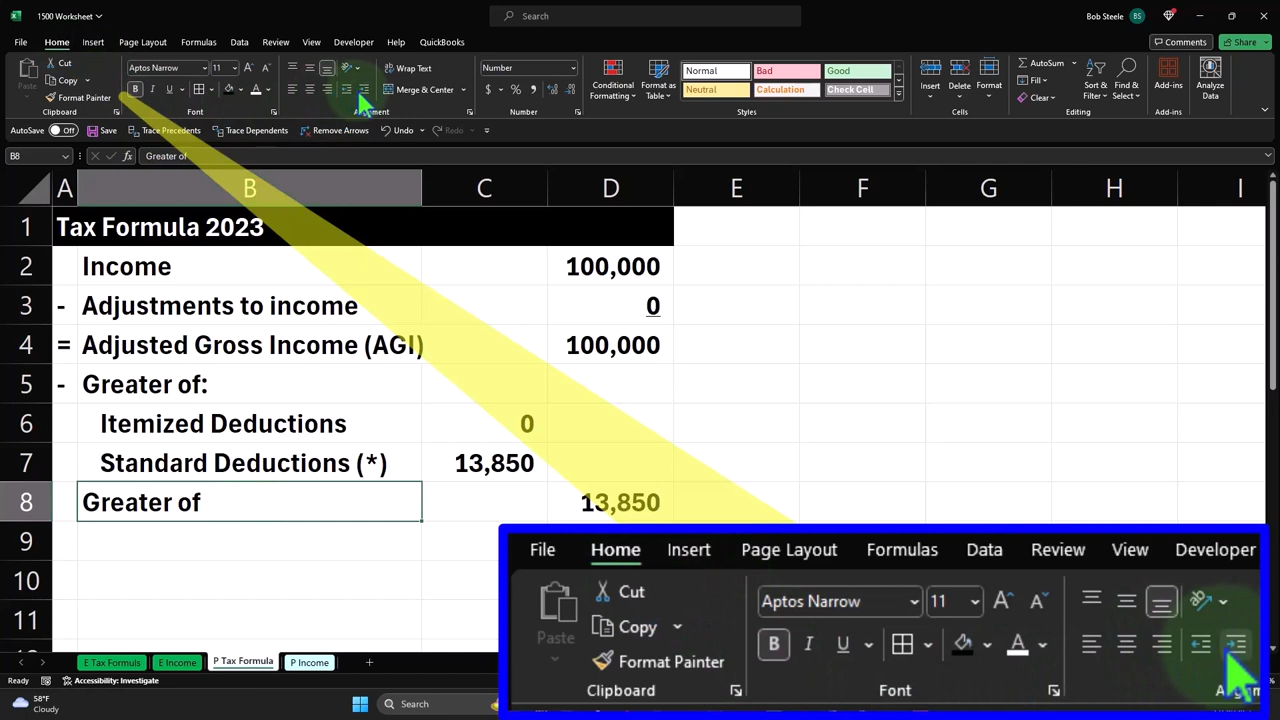 1500 Worksheet
Search
Bob Steele BS
File Home Insert Page Layout Formulas Data Review View Developer Help QuickBooks
Comments Share
Cut
Format
Clipboard
Aptos Narrow 11
Font
Wrap Text
Merge & Center
Number
Number
Conditional Formatting
Format as Table
Normal Bad Good
Neutral Calculation Check Cell
Styles
Insert Delete Format
Cells
AutoSum
Fill
Clear
Sort & Filter
Find & Select
Editing
Add-ins
Add-ins
Analyze Data
AutoSave Off Save Trace Precedents Trace Dependents Remove Arrows Undo Redo
B8 fx Greater of
A B C D E F G H I
1 Tax Formula 2023
2 Income 100,000
3 - Adjustments to income 0
4 = Adjusted Gross Income (AGI) 100,000
5 - Greater of:
6 Itemized Deductions 0
7 Standard Deductions (*) 13,850
8 Greater of 13,850
9
10
11
File Home Insert Page Layout Formulas Data Review View Developer
Paste
Cut
Copy
Format Painter
Clipboard
Aptos Narrow 11
B I U A
Font
E Tax Formuls E Income P Tax Formula P Income
Ready Accessibility: Investigate
58°F
Cloudy
Search